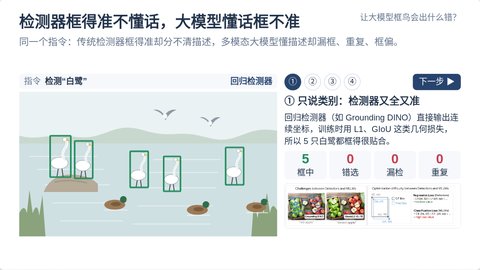 检测器框得准不懂话，大模型懂话框不准
让大模型框鸟会出什么错？
同一个指令：传统检测器框得准却分不清描述，多模态大模型懂描述却漏框、重复、框偏。
指令 检测“白鹭”
回归检测器
① ② ③ ④
下一步 ▶
① 只说类别：检测器又全又准
回归检测器（如 Grounding DINO）直接输出连
续坐标，训练时用 L1、GIoU 这类几何损失，
所以 5 只白鹭都框得很贴合。
5 0 0 0
框中 错选 漏检 重复